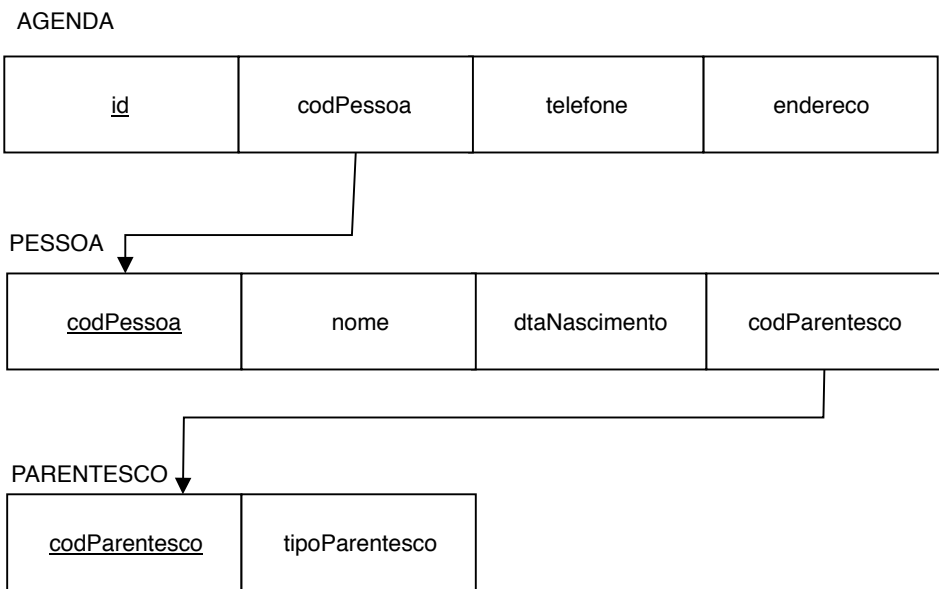 AGENDA
id codPessoa telefone endereco
PESSOA
codPessoa nome dtaNascimento codParentesco
PARENTESCO
codParentesco tipoParentesco